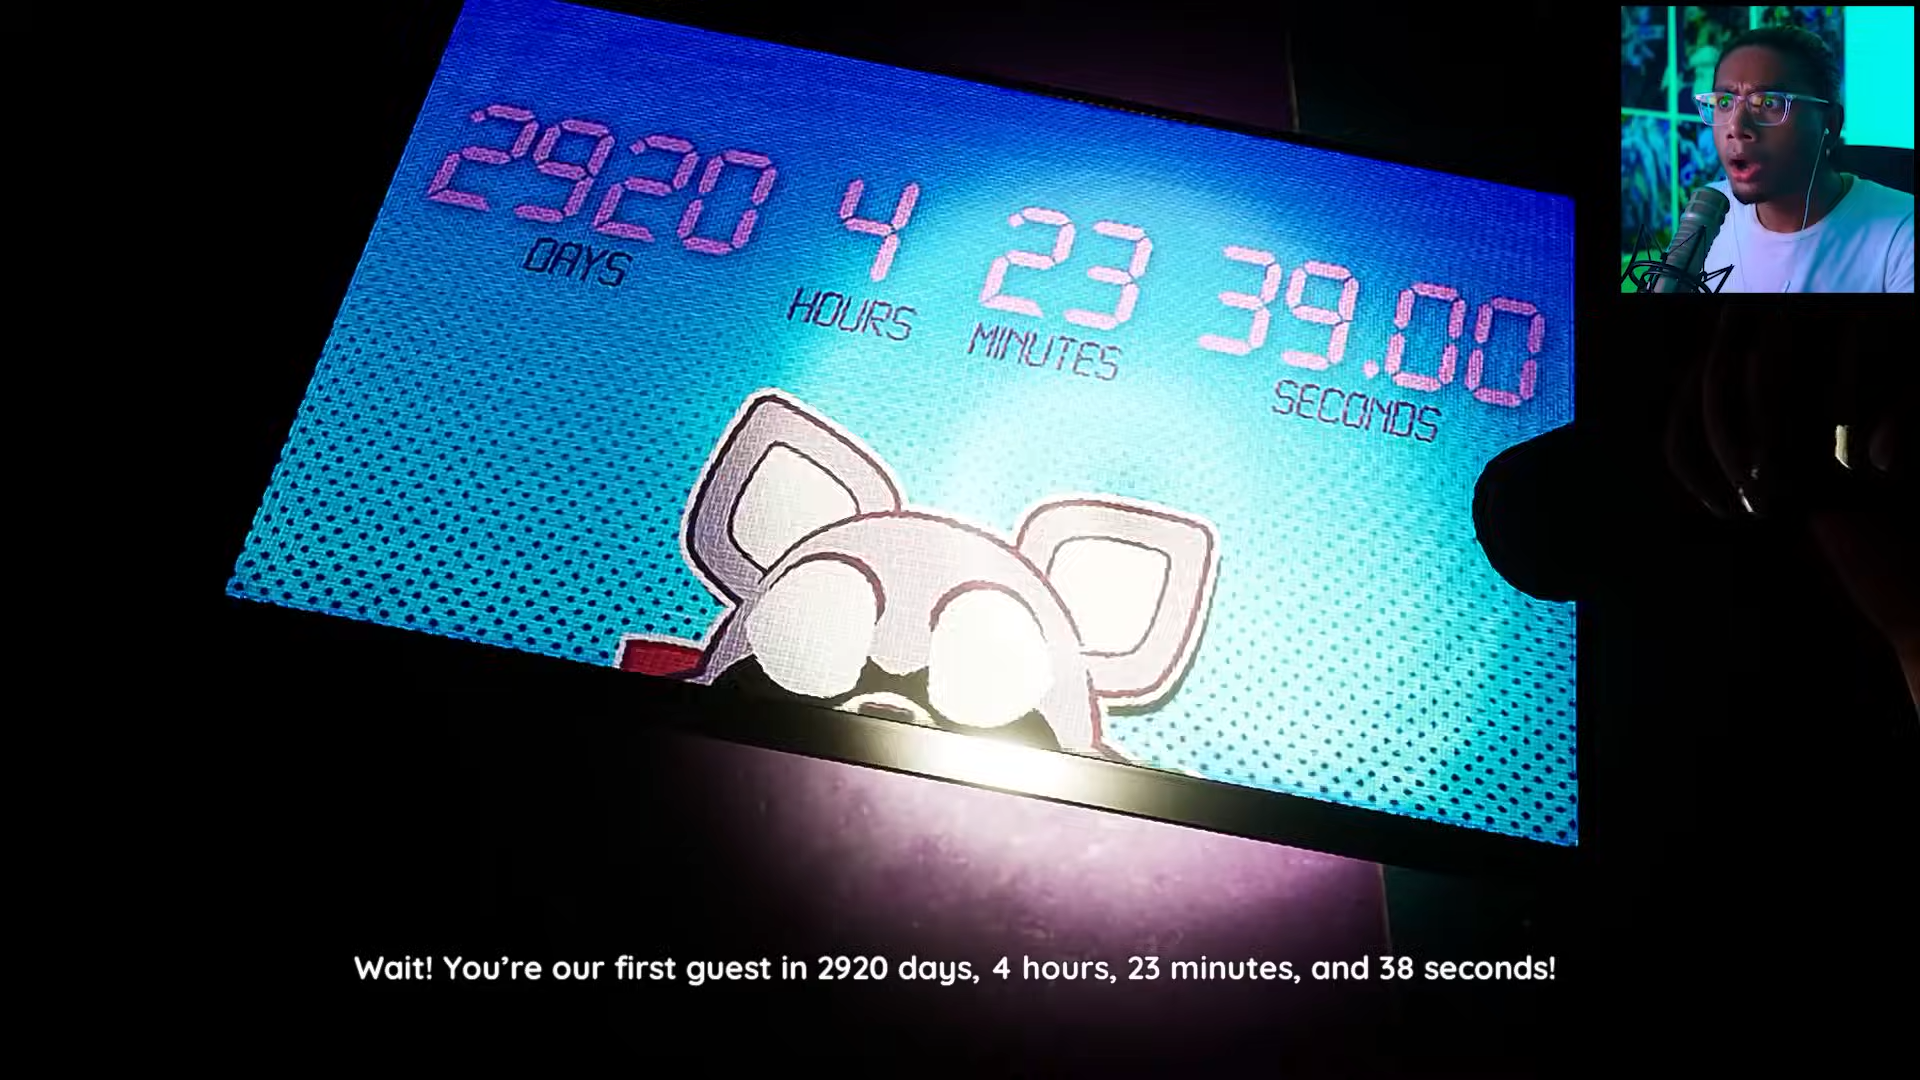 2920 4 23 39.00
DAYS HOURS MINUTES SECONDS
Wait! You’re our first guest in 2920 days, 4 hours, 23 minutes, and 38 seconds!